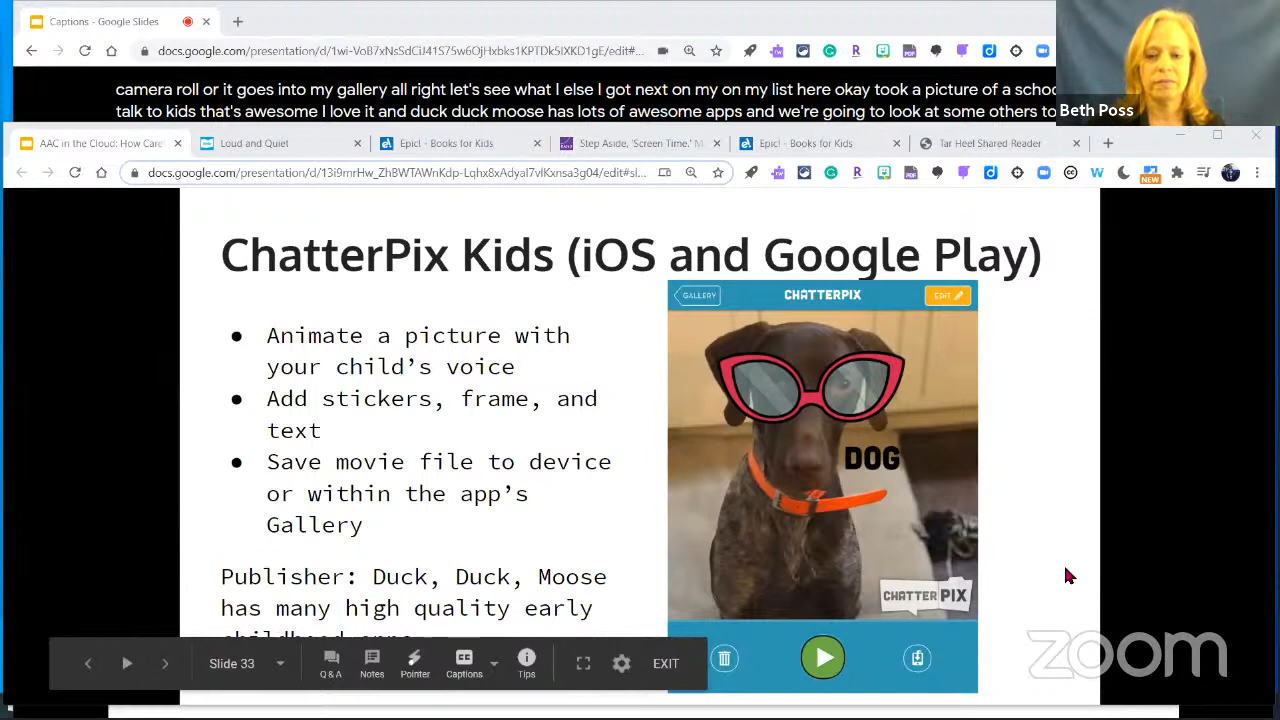 Captions - Google Slides
docs.google.com/presentation/d/1wi-VoB7xNsSdCiJ41S75w6OjHxbks1KPTDk5IXKD1gE/edit#...
camera roll or it goes into my gallery all right let's see what I else I got next on my on my list here okay took a picture of a scho
talk to kids that's awesome I love it and duck duck moose has lots of awesome apps and we're going to look at some others to
Beth Poss
AAC in the Cloud: How Care
Loud and Quiet
Epic! - Books for Kids
Step Aside, 'Screen Time.' M
Epic! - Books for Kids
Tar Heel Shared Reader
docs.google.com/presentation/d/13i9mrHw_ZhBWTAWnKdp-Lqhx8xAdyaI7vlKxnsa3g04/edit#sl...
NEW
ChatterPix Kids (iOS and Google Play)
GALLERY
CHATTERPIX
EDIT
● Animate a picture with
your child's voice
● Add stickers, frame, and
text
● Save movie file to device
or within the app's
Gallery
DOG
CHATTERPIX
Publisher: Duck, Duck, Moose
has many high quality early
Slide 33
Q & A
Notes
Pointer
Captions
Tips
EXIT
zoom